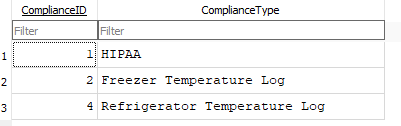 ComplianceID ComplianceType
Filter Filter
1 1 HIPAA
2 2 Freezer Temperature Log
3 4 Refrigerator Temperature Log